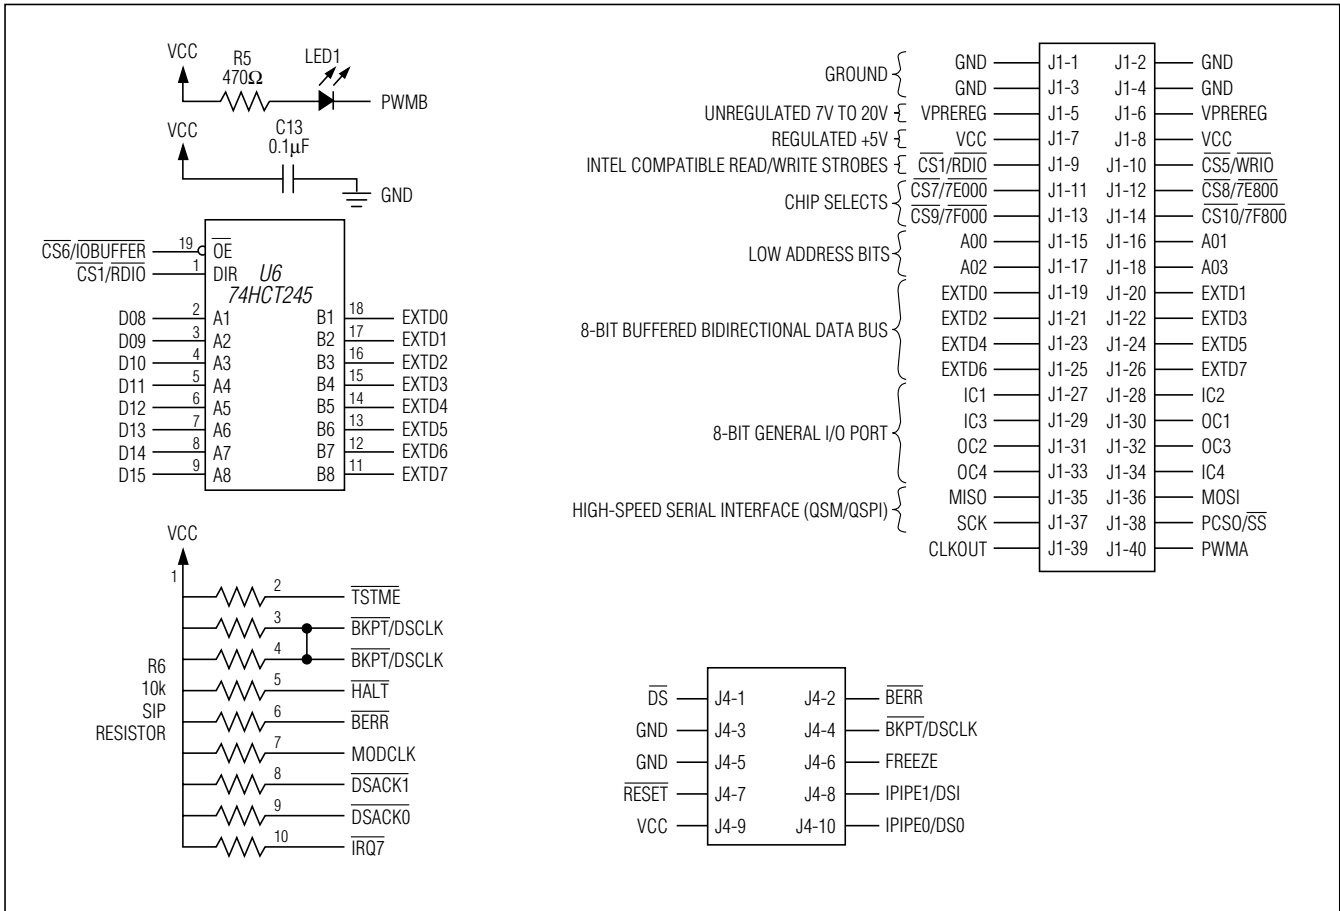 VCC
R5
470Ω
LED1
PWMB
VCC
C13
0.1µF
GND
U6
74HCT245
CS6/IOBUFFER 19 OE
CS1/RDIO 1 DIR
D08 2 A1 B1 18 EXTD0
D09 3 A2 B2 17 EXTD1
D10 4 A3 B3 16 EXTD2
D11 5 A4 B4 15 EXTD3
D12 6 A5 B5 14 EXTD4
D13 7 A6 B6 13 EXTD5
D14 8 A7 B7 12 EXTD6
D15 9 A8 B8 11 EXTD7
VCC
1
R6
10k
SIP
RESISTOR
2 TSTME
3 BKPT/DSCLK
4 BKPT/DSCLK
5 HALT
6 BERR
7 MODCLK
8 DSACK1
9 DSACK0
10 IRQ7
GROUND
GND J1-1 J1-2 GND
GND J1-3 J1-4 GND
UNREGULATED 7V TO 20V VPREREG J1-5 J1-6 VPREREG
REGULATED +5V VCC J1-7 J1-8 VCC
INTEL COMPATIBLE READ/WRITE STROBES CS1/RDIO J1-9 J1-10 CS5/WRIO
CHIP SELECTS
CS7/7E000 J1-11 J1-12 CS8/7E800
CS9/7F000 J1-13 J1-14 CS10/7F800
LOW ADDRESS BITS
A00 J1-15 J1-16 A01
A02 J1-17 J1-18 A03
8-BIT BUFFERED BIDIRECTIONAL DATA BUS
EXTD0 J1-19 J1-20 EXTD1
EXTD2 J1-21 J1-22 EXTD3
EXTD4 J1-23 J1-24 EXTD5
EXTD6 J1-25 J1-26 EXTD7
8-BIT GENERAL I/O PORT
IC1 J1-27 J1-28 IC2
IC3 J1-29 J1-30 OC1
OC2 J1-31 J1-32 OC3
OC4 J1-33 J1-34 IC4
HIGH-SPEED SERIAL INTERFACE (QSM/QSPI)
MISO J1-35 J1-36 MOSI
SCK J1-37 J1-38 PCSO/SS
CLKOUT J1-39 J1-40 PWMA
DS J4-1 J4-2 BERR
GND J4-3 J4-4 BKPT/DSCLK
GND J4-5 J4-6 FREEZE
RESET J4-7 J4-8 IPIPE1/DSI
VCC J4-9 J4-10 IPIPE0/DS0